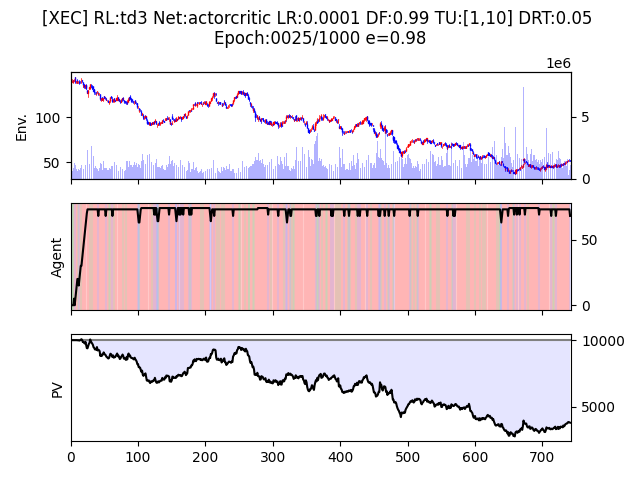 [XEC] RL:td3 Net:actorcritic LR:0.0001 DF:0.99 TU:[1,10] DRT:0.05
Epoch:0025/1000 e=0.98
1e6
Env.
100
50
5
0
Agent
50
0
PV
10000
5000
0 100 200 300 400 500 600 700